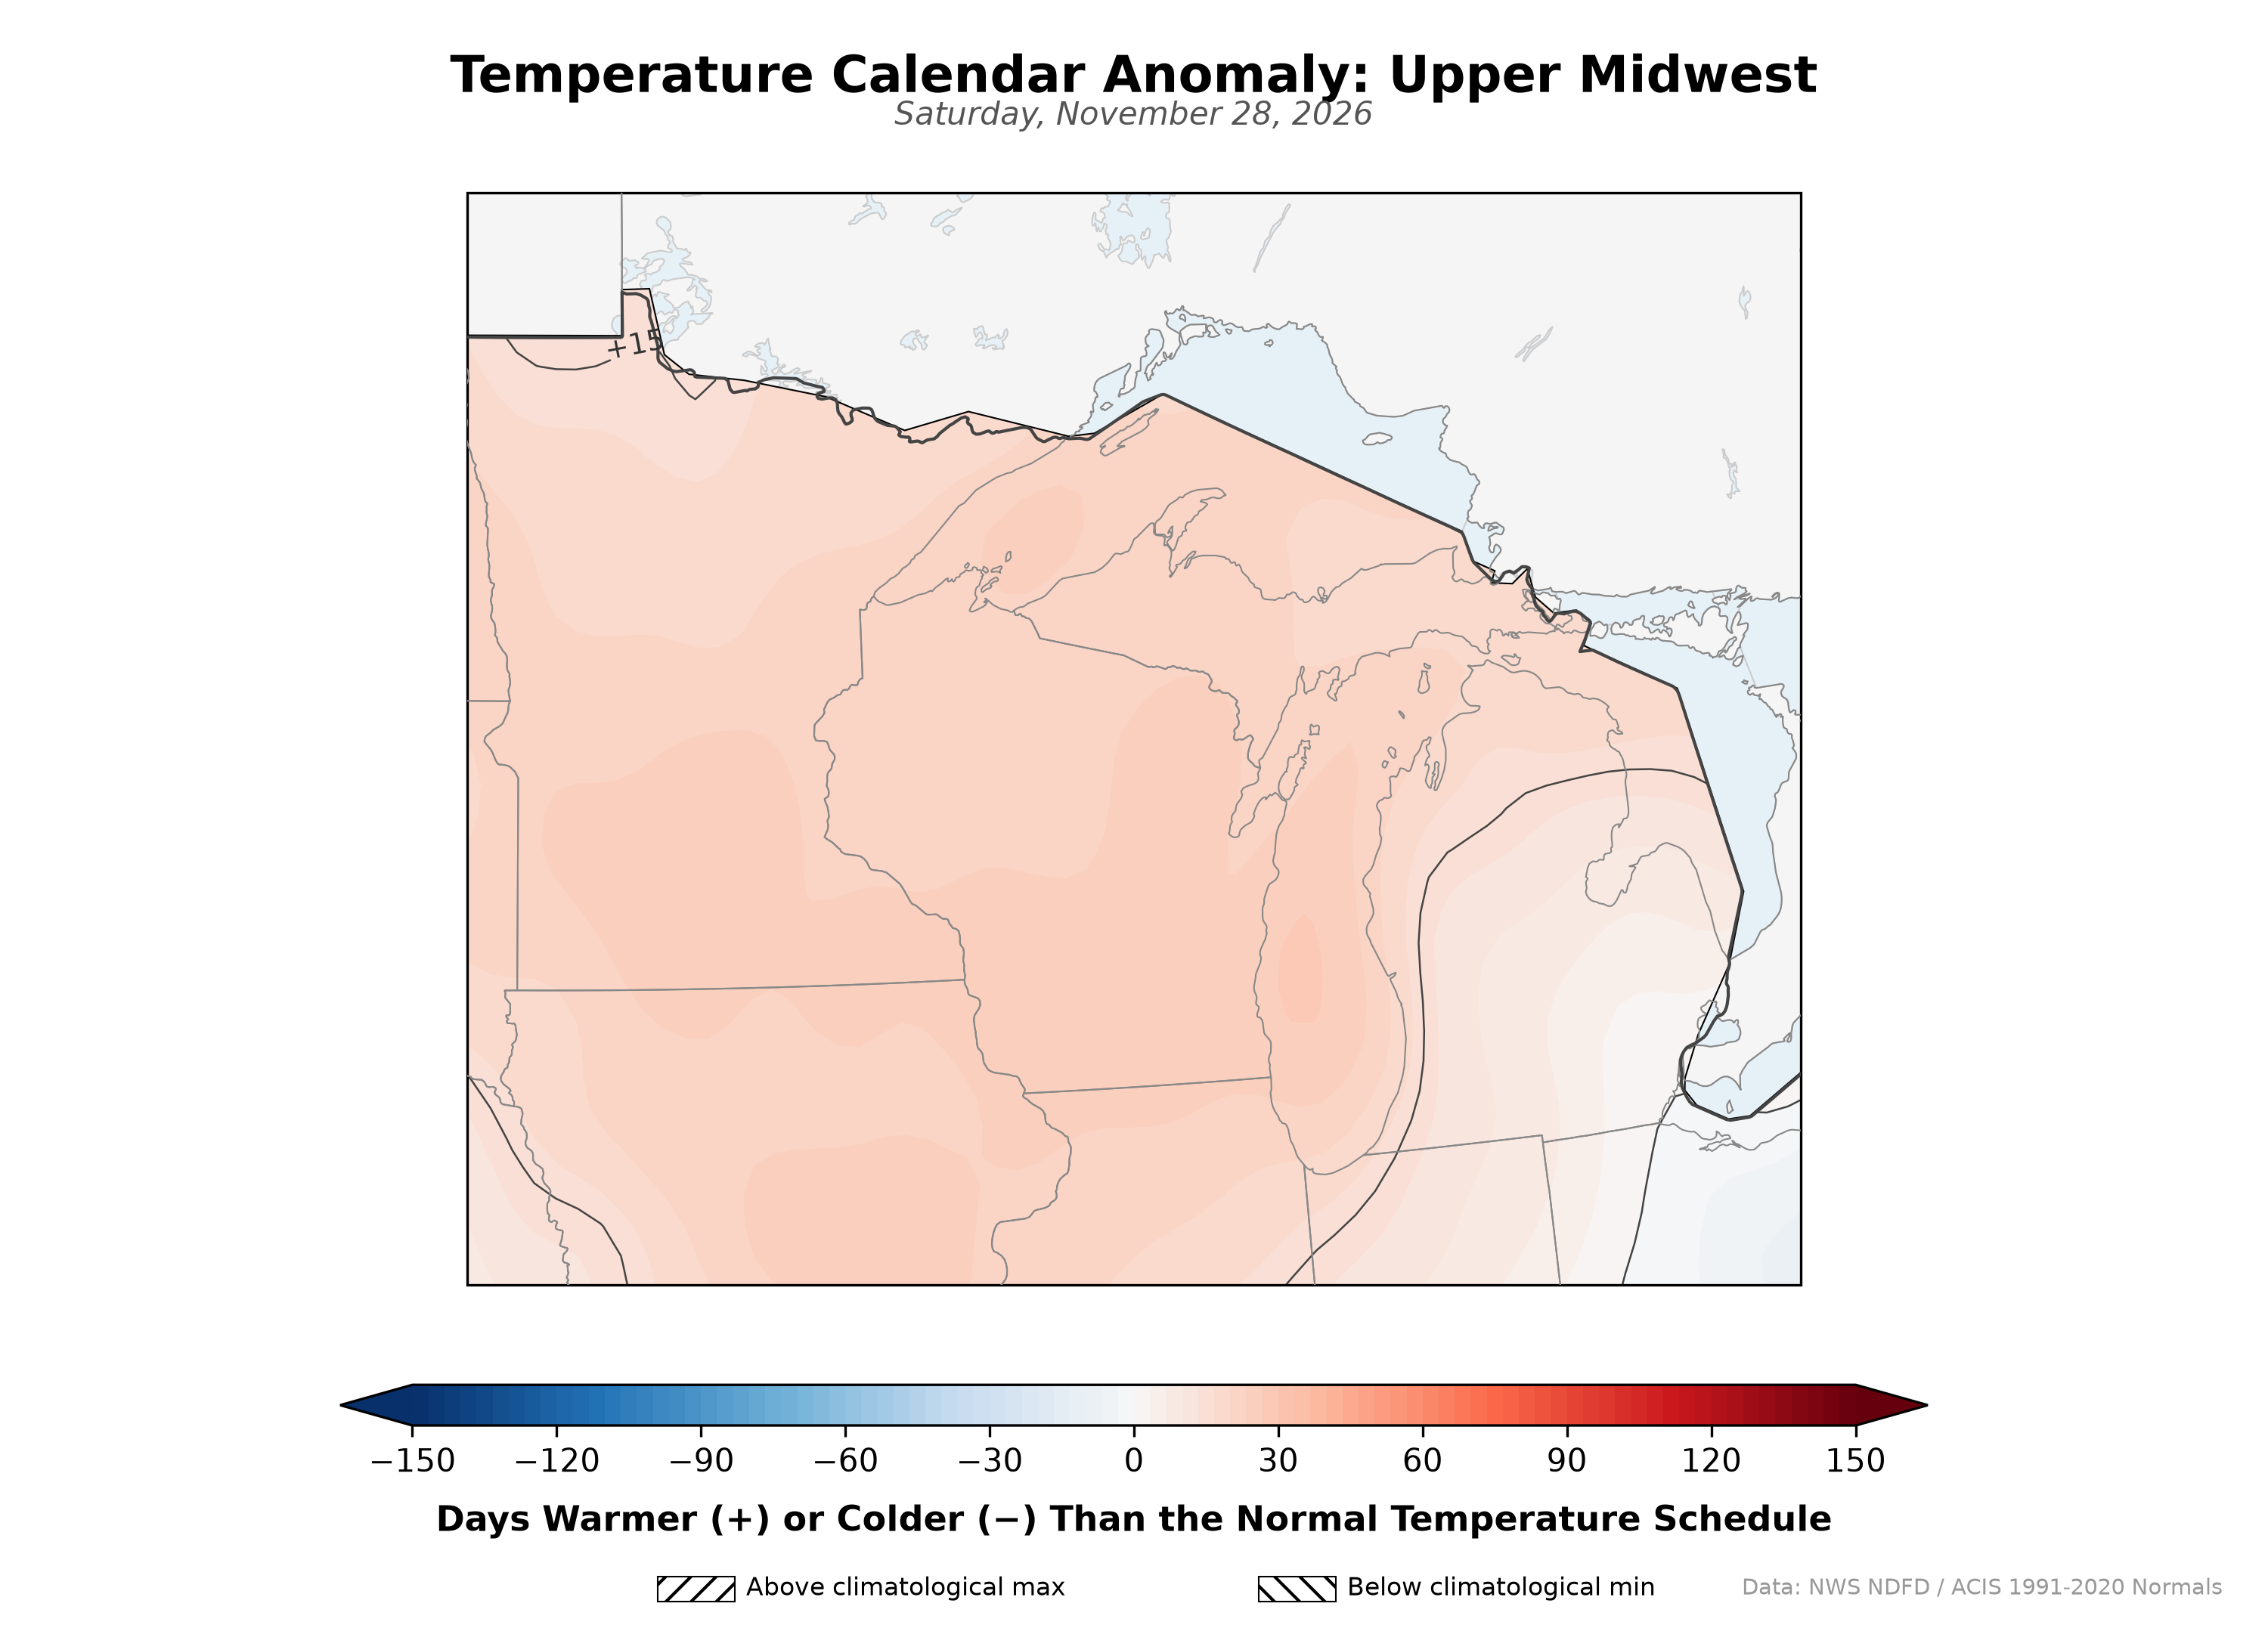 Temperature Calendar Anomaly: Upper Midwest
Saturday, November 28, 2026
+15
−150 −120 −90 −60 −30 0 30 60 90 120 150
Days Warmer (+) or Colder (−) Than the Normal Temperature Schedule
Above climatological max Below climatological min Data: NWS NDFD / ACIS 1991-2020 Normals